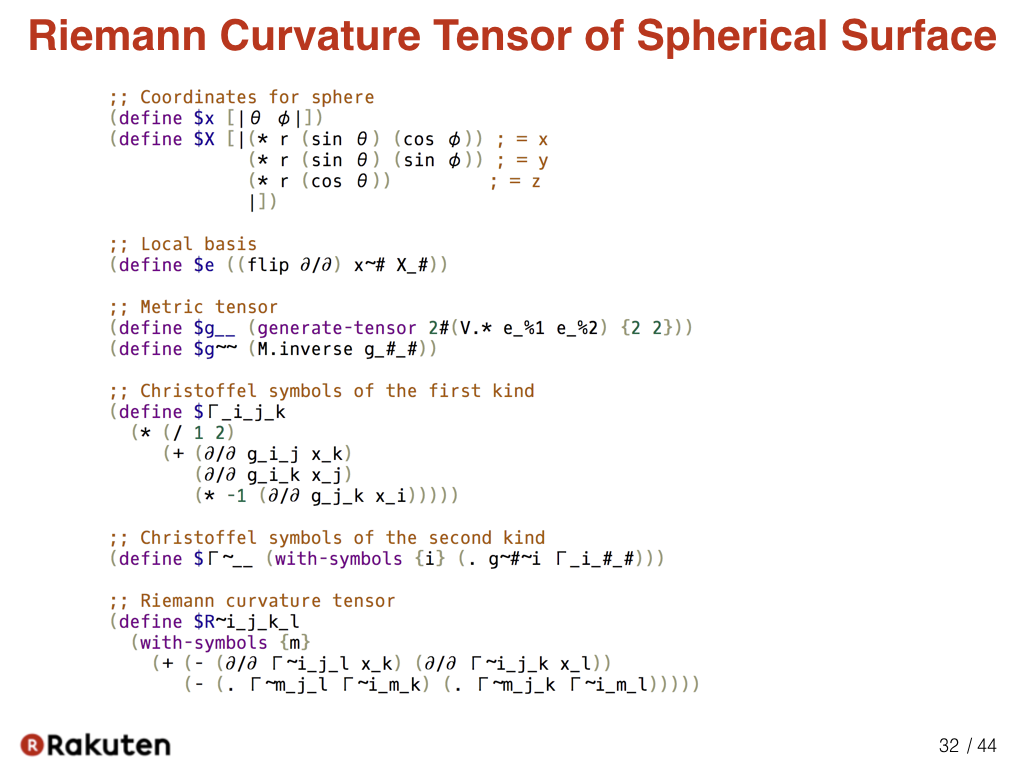 Riemann Curvature Tensor of Spherical Surface
;; Coordinates for sphere
(define $x [|θ ϕ|])
(define $X [|(* r (sin θ) (cos ϕ)) ; = x
(* r (sin θ) (sin ϕ)) ; = y
(* r (cos θ)) ; = z
|])
;; Local basis
(define $e ((flip ∂/∂) x~# X_#))
;; Metric tensor
(define $g__ (generate-tensor 2#(V.* e_%1 e_%2) {2 2}))
(define $g~~ (M.inverse g_#_#))
;; Christoffel symbols of the first kind
(define $Γ_i_j_k
(* (/ 1 2)
(+ (∂/∂ g_i_j x_k)
(∂/∂ g_i_k x_j)
(* -1 (∂/∂ g_j_k x_i)))))
;; Christoffel symbols of the second kind
(define $Γ~__ (with-symbols {i} (. g~#~i Γ_i_#_#)))
;; Riemann curvature tensor
(define $R~i_j_k_l
(with-symbols {m}
(+ (- (∂/∂ Γ~i_j_l x_k) (∂/∂ Γ~i_j_k x_l))
(- (. Γ~m_j_l Γ~i_m_k) (. Γ~m_j_k Γ~i_m_l)))))
R Rakuten
32 / 44